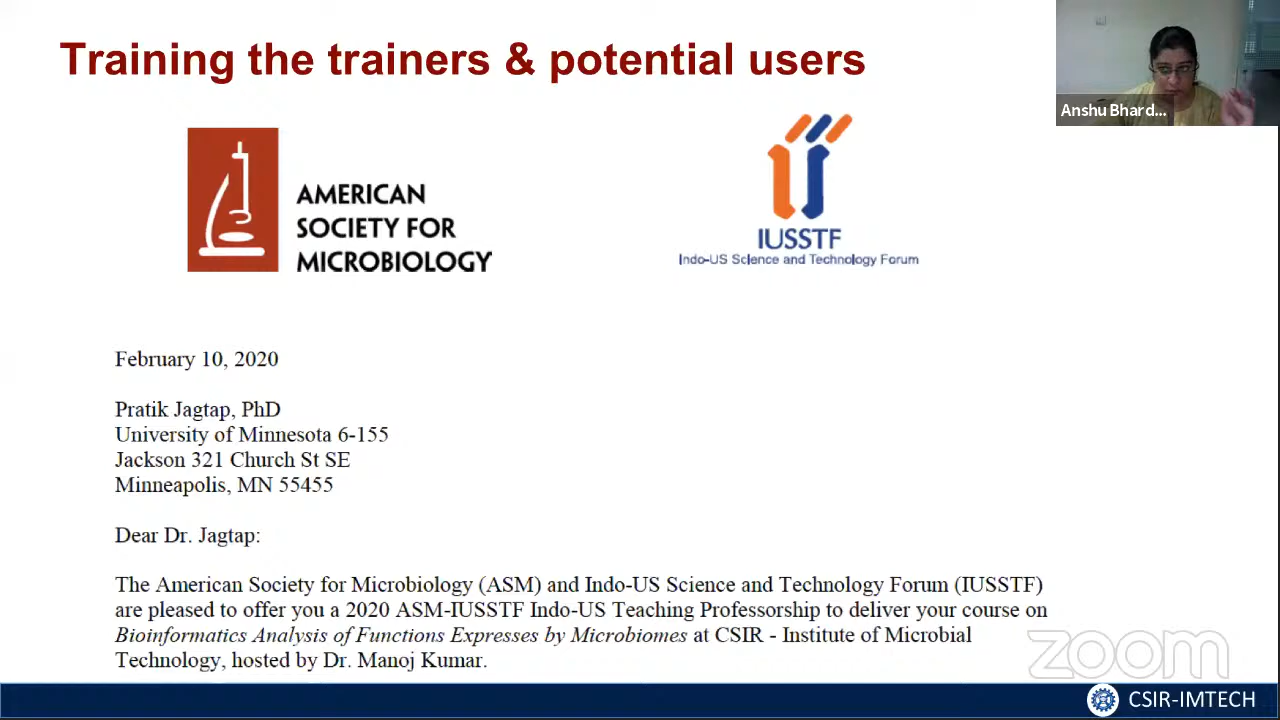 Training the trainers & potential users
Anshu Bhard...
AMERICAN
SOCIETY FOR
MICROBIOLOGY
IUSSTF
Indo-US Science and Technology Forum
February 10, 2020
Pratik Jagtap, PhD
University of Minnesota 6-155
Jackson 321 Church St SE
Minneapolis, MN 55455
Dear Dr. Jagtap:
The American Society for Microbiology (ASM) and Indo-US Science and Technology Forum (IUSSTF)
are pleased to offer you a 2020 ASM-IUSSTF Indo-US Teaching Professorship to deliver your course on
Bioinformatics Analysis of Functions Expresses by Microbiomes at CSIR - Institute of Microbial
Technology, hosted by Dr. Manoj Kumar.
zoom
CSIR-IMTECH